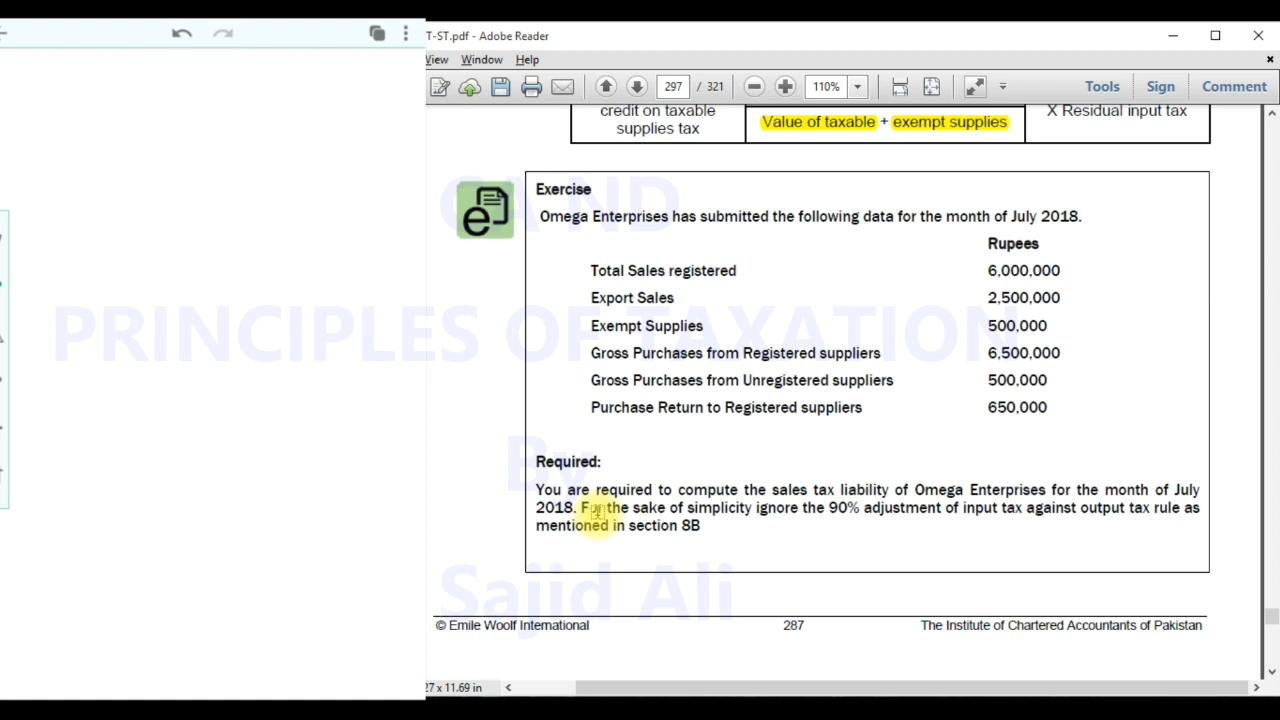 T-ST.pdf - Adobe Reader
View Window Help
297 / 321 110% Tools Sign Comment
credit on taxable
supplies tax
Value of taxable + exempt supplies
X Residual input tax
Exercise
Omega Enterprises has submitted the following data for the month of July 2018.
Rupees
Total Sales registered 6,000,000
Export Sales 2,500,000
Exempt Supplies 500,000
Gross Purchases from Registered suppliers 6,500,000
Gross Purchases from Unregistered suppliers 500,000
Purchase Return to Registered suppliers 650,000
Required:
You are required to compute the sales tax liability of Omega Enterprises for the month of July
2018. For the sake of simplicity ignore the 90% adjustment of input tax against output tax rule as
mentioned in section 8B
© Emile Woolf International 287 The Institute of Chartered Accountants of Pakistan
27 x 11.69 in
CA ND
PRINCIPLES OF TAXATION
By
Sajid Ali